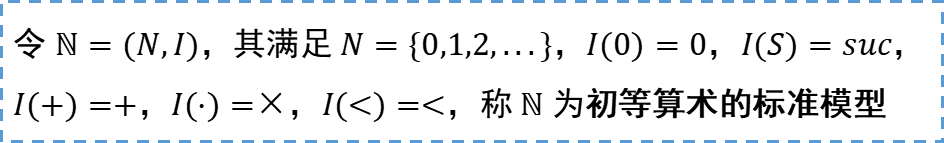 令 ℕ = (N, I)，其满足 N = {0,1,2, . . . }，I(0) = 0，I(S) = suc，
I(+) =+，I(·) =×，I(<) =<，称 ℕ 为初等算术的标准模型